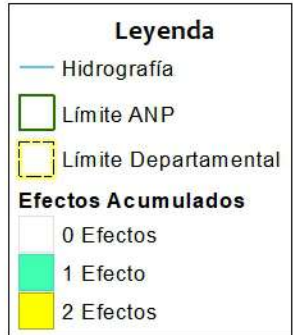 Leyenda
Hidrografía
Límite ANP
Límite Departamental
Efectos Acumulados
0 Efectos
1 Efecto
2 Efectos